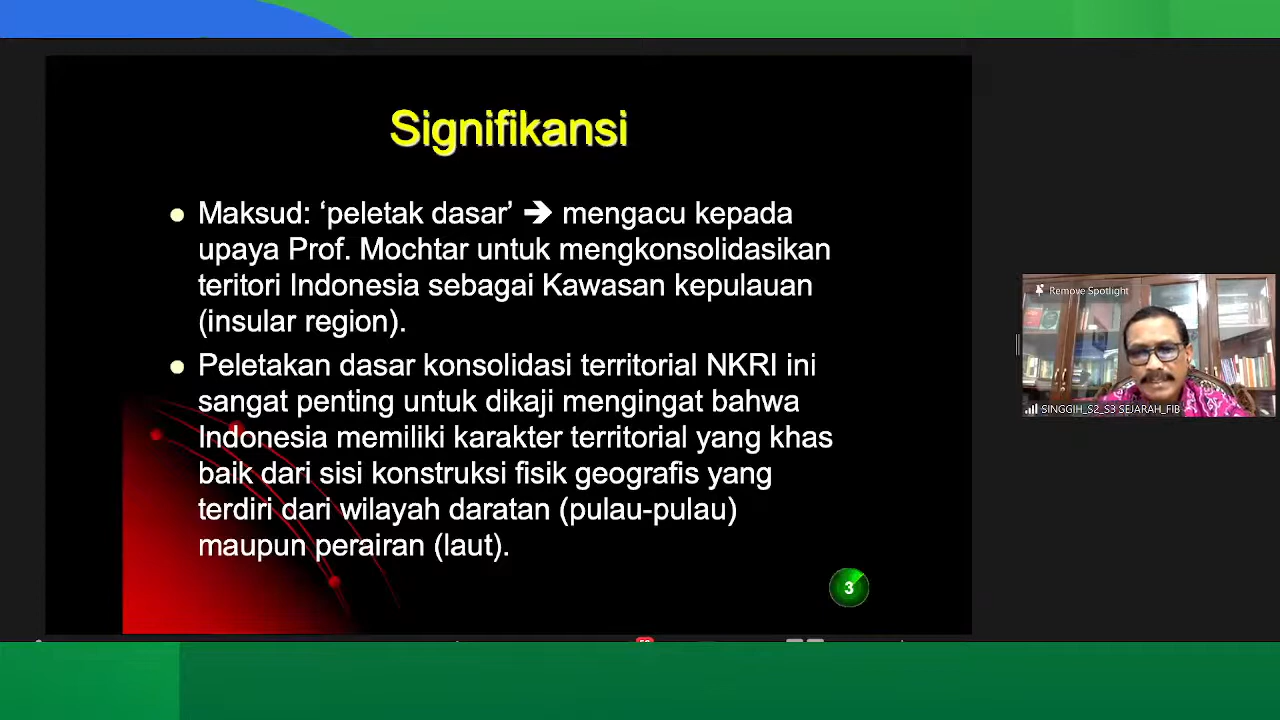 Signifikansi
● Maksud: ‘peletak dasar’ ➔ mengacu kepada
upaya Prof. Mochtar untuk mengkonsolidasikan
teritori Indonesia sebagai Kawasan kepulauan
(insular region).
● Peletakan dasar konsolidasi territorial NKRI ini
sangat penting untuk dikaji mengingat bahwa
Indonesia memiliki karakter territorial yang khas
baik dari sisi konstruksi fisik geografis yang
terdiri dari wilayah daratan (pulau-pulau)
maupun perairan (laut).
3
Remove Spotlight
SINGGIH_S2_S3 SEJARAH_FIB